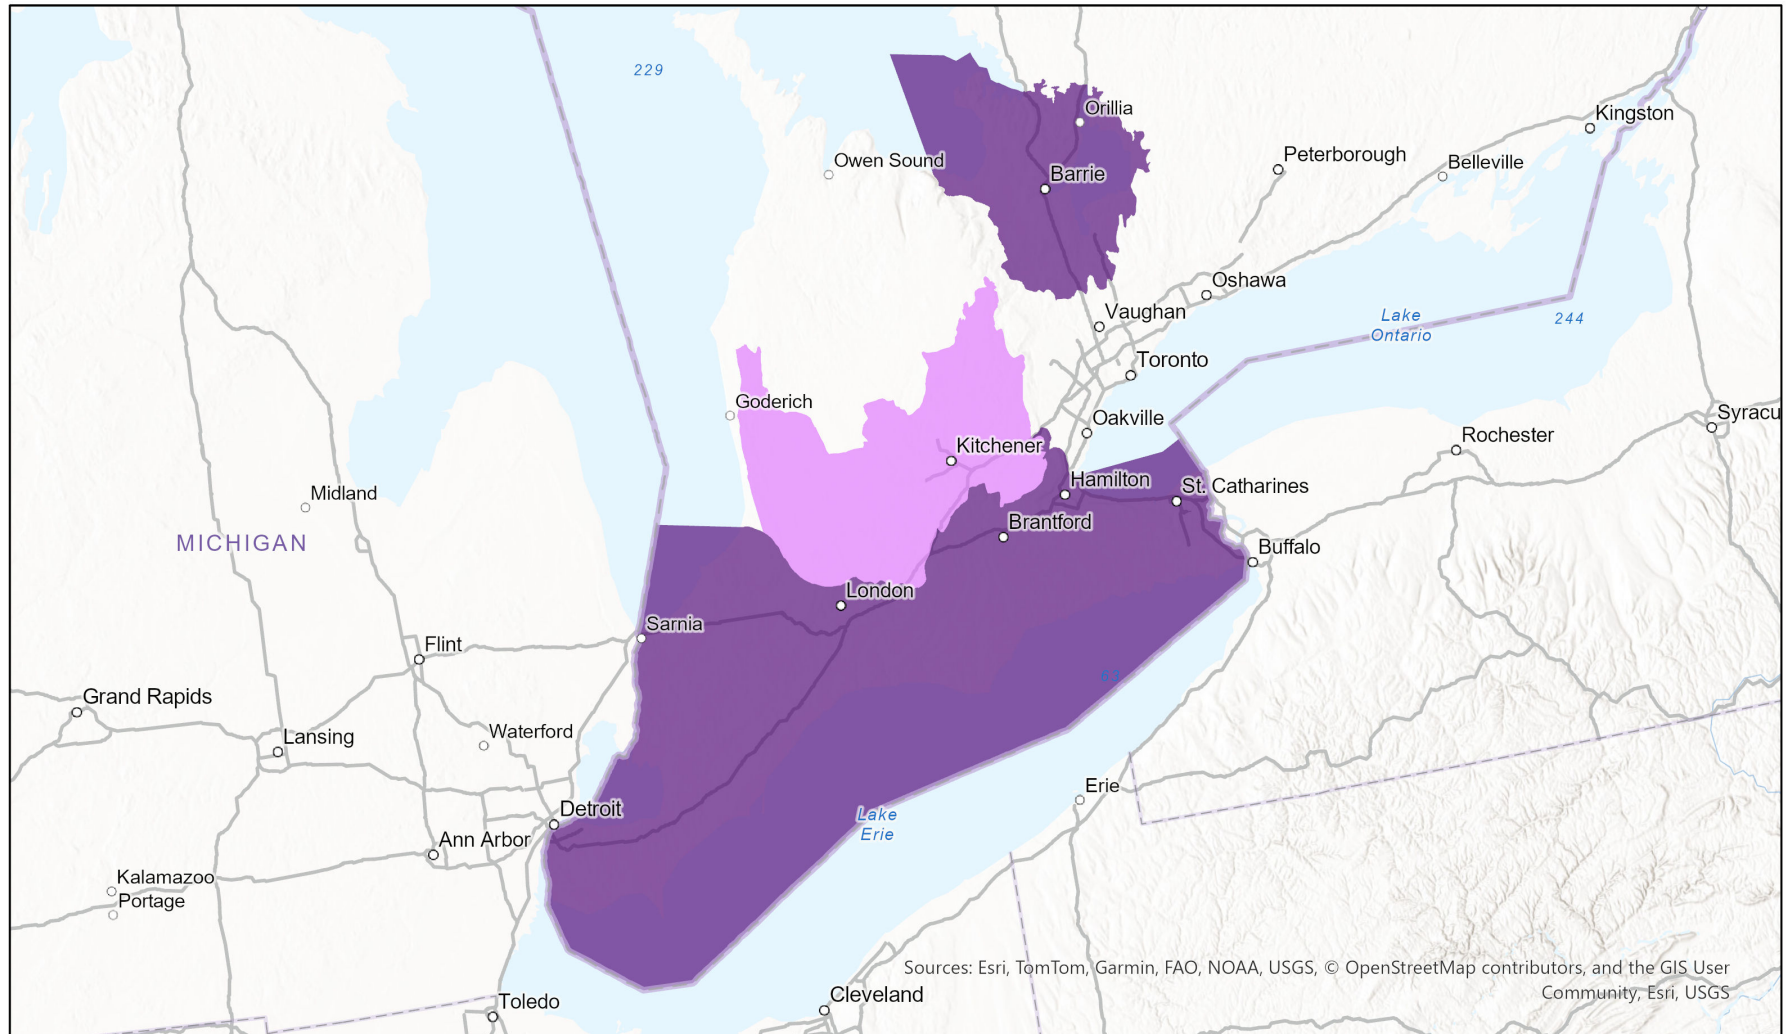 229
Orillia
Kingston
Owen Sound
Peterborough
Belleville
Barrie
Oshawa
Vaughan
Lake
Ontario
244
Toronto
Goderich
Oakville
Syracu
Kitchener
Rochester
Midland
Hamilton
St. Catharines
Brantford
MICHIGAN
Buffalo
London
Sarnia
Flint
63
Grand Rapids
Waterford
Lansing
Erie
Detroit
Lake
Erie
Ann Arbor
Kalamazoo
Portage
Sources: Esri, TomTom, Garmin, FAO, NOAA, USGS, © OpenStreetMap contributors, and the GIS User
Community, Esri, USGS
Cleveland
Toledo